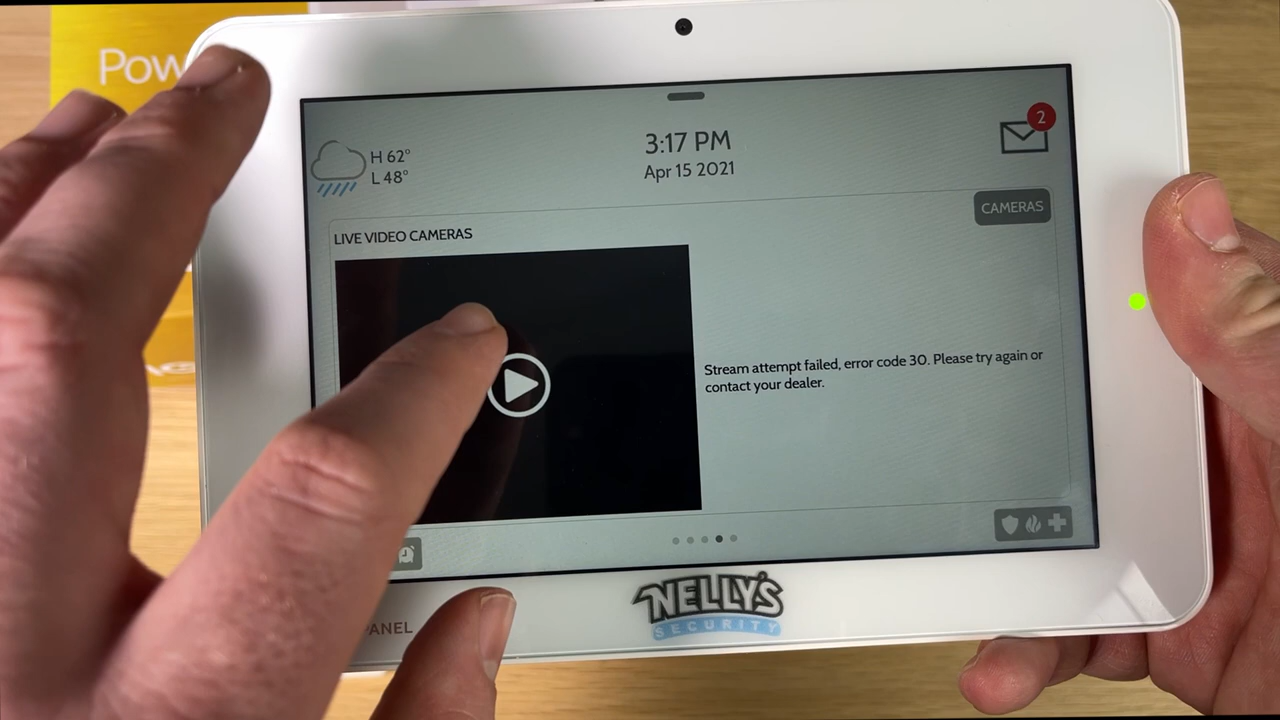 Pow
3:17 PM
Apr 15 2021
H 62°
L 48°
2
CAMERAS
LIVE VIDEO CAMERAS
Stream attempt failed, error code 30. Please try again or
contact your dealer.
PANEL
NELLY'S
SECURITY